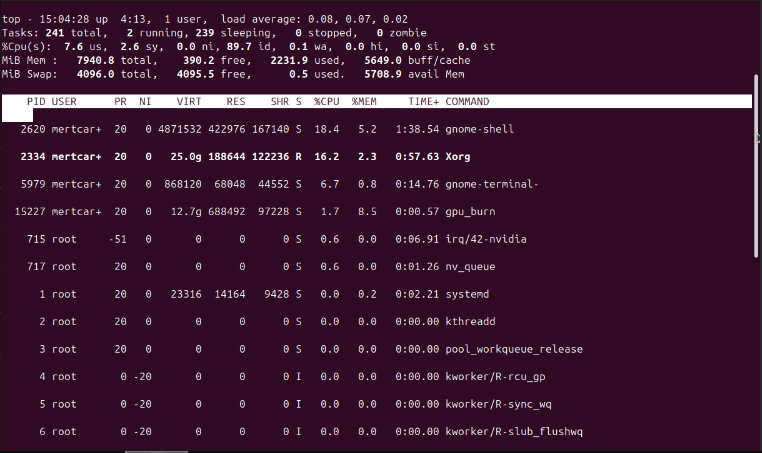 top - 15:04:28 up  4:13,  1 user,  load average: 0.08, 0.07, 0.02
Tasks: 241 total,   2 running, 239 sleeping,   0 stopped,   0 zombie
%Cpu(s):  7.6 us,  2.6 sy,  0.0 ni, 89.7 id,  0.1 wa,  0.0 hi,  0.0 si,  0.0 st
MiB Mem :   7940.8 total,    390.2 free,   2231.9 used,   5649.0 buff/cache
MiB Swap:   4096.0 total,   4095.5 free,      0.5 used.   5708.9 avail Mem
PID USER      PR  NI    VIRT    RES    SHR S  %CPU  %MEM     TIME+ COMMAND
2620 mertcar+  20   0 4871532 422976 167140 S  18.4   5.2   1:38.54 gnome-shell
2334 mertcar+  20   0   25.0g 188644 122236 R  16.2   2.3   0:57.63 Xorg
5979 mertcar+  20   0  868120  68048  44552 S   6.7   0.8   0:14.76 gnome-terminal-
15227 mertcar+  20   0   12.7g 688492  97228 S   1.7   8.5   0:00.57 gpu_burn
715 root     -51   0       0      0      0 S   0.6   0.0   0:06.91 irq/42-nvidia
717 root      20   0       0      0      0 S   0.6   0.0   0:01.26 nv_queue
1 root      20   0   23316  14164   9428 S   0.0   0.2   0:02.21 systemd
2 root      20   0       0      0      0 S   0.0   0.0   0:00.00 kthreadd
3 root      20   0       0      0      0 S   0.0   0.0   0:00.00 pool_workqueue_release
4 root       0 -20       0      0      0 I   0.0   0.0   0:00.00 kworker/R-rcu_gp
5 root       0 -20       0      0      0 I   0.0   0.0   0:00.00 kworker/R-sync_wq
6 root       0 -20       0      0      0 I   0.0   0.0   0:00.00 kworker/R-slub_flushwq